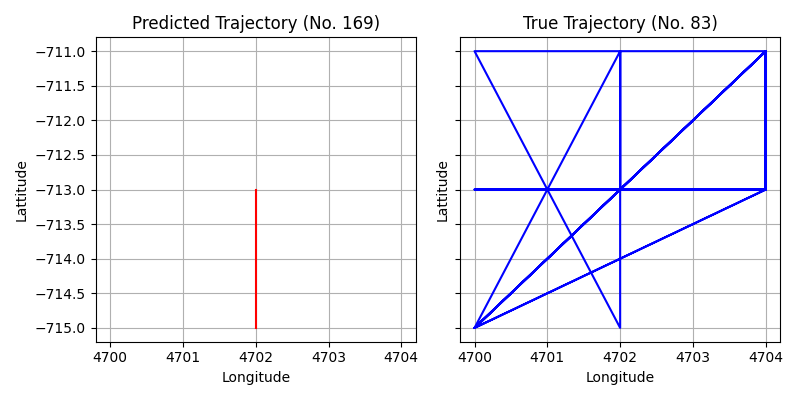 Predicted Trajectory (No. 169)
True Trajectory (No. 83)
Lattitude
−711.0
−711.5
−712.0
−712.5
−713.0
−713.5
−714.0
−714.5
−715.0
4700 4701 4702 4703 4704
Longitude
Lattitude
4700 4701 4702 4703 4704
Longitude